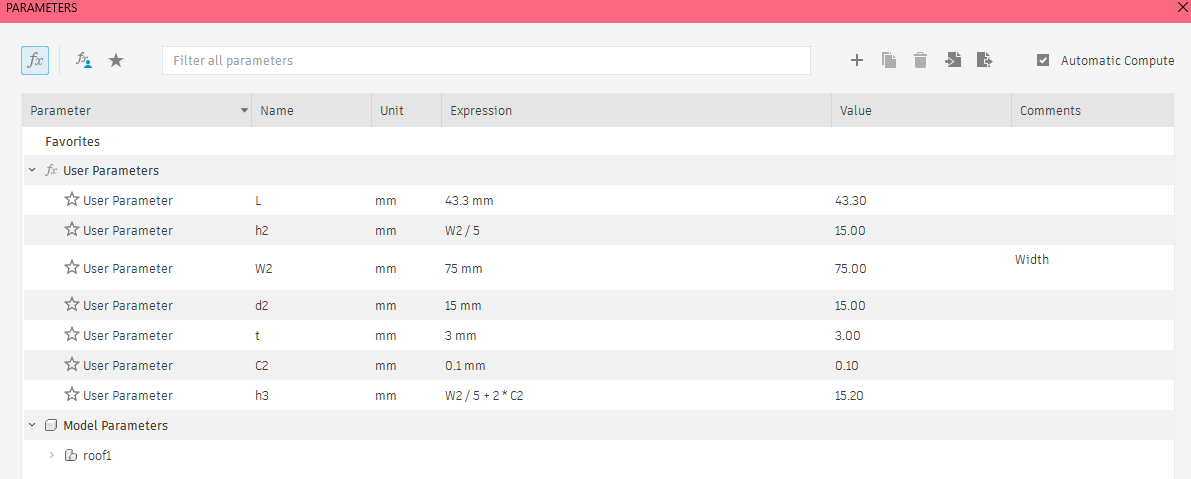 PARAMETERS
fx fx Filter all parameters Automatic Compute
Parameter Name Unit Expression Value Comments
Favorites
fx User Parameters
User Parameter L mm 43.3 mm 43.30
User Parameter h2 mm W2 / 5 15.00
User Parameter W2 mm 75 mm 75.00 Width
User Parameter d2 mm 15 mm 15.00
User Parameter t mm 3 mm 3.00
User Parameter C2 mm 0.1 mm 0.10
User Parameter h3 mm W2 / 5 + 2 * C2 15.20
Model Parameters
roof1